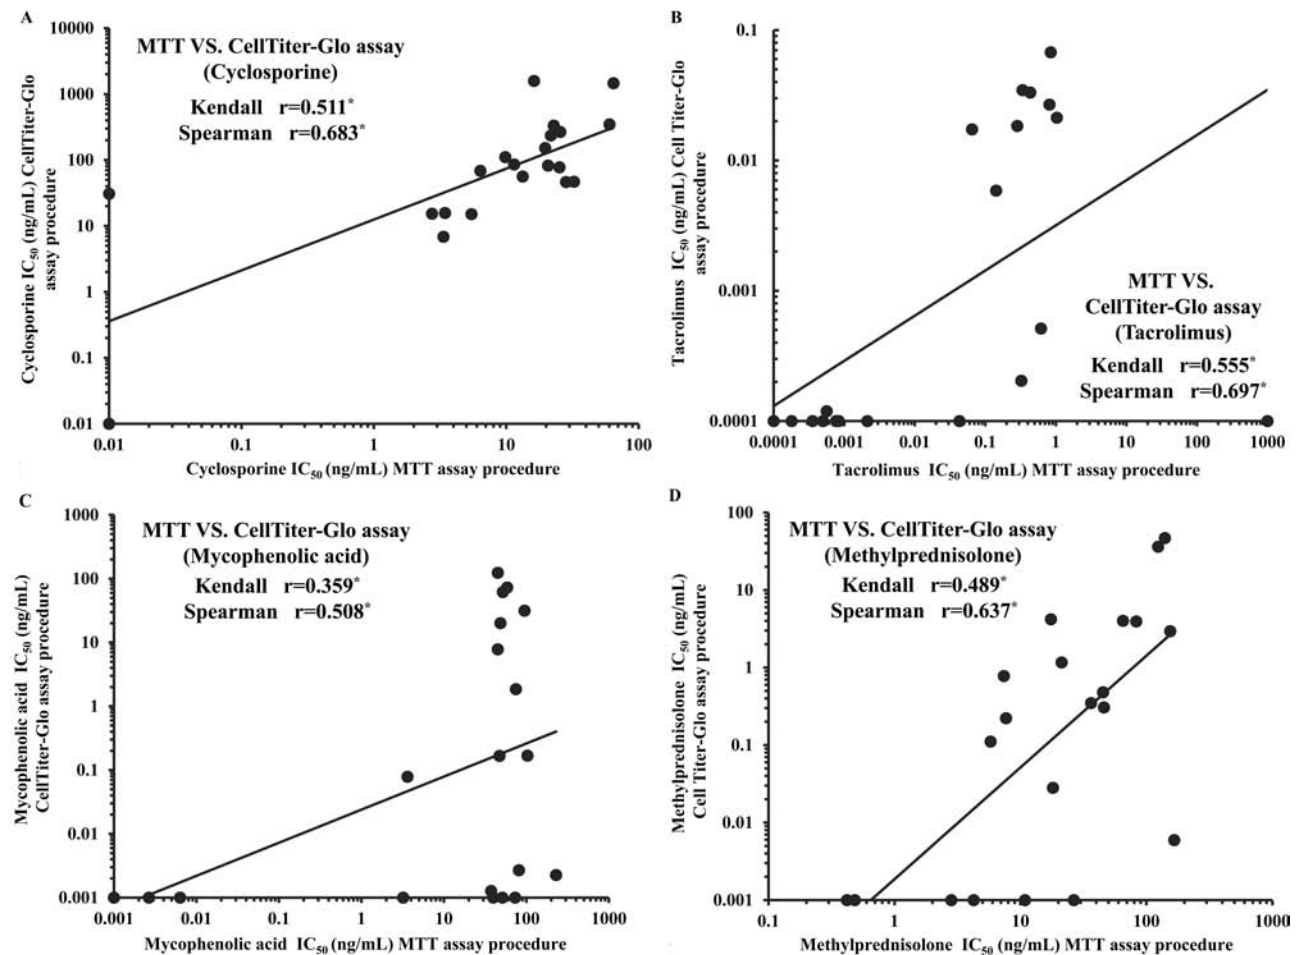 A
MTT VS. CellTiter-Glo assay
(Cyclosporine)
Kendall r=0.511*
Spearman r=0.683*
Cyclosporine IC50 (ng/mL) CellTiter-Glo
assay procedure
10000
1000
100
10
1
0.1
0.01
0.01
0.1
1
10
100
Cyclosporine IC50 (ng/mL) MTT assay procedure
B
Tacrolimus IC50 (ng/mL) Cell Titer-Glo
assay procedure
0.1
0.01
0.001
0.0001
MTT VS.
CellTiter-Glo assay
(Tacrolimus)
Kendall r=0.555*
Spearman r=0.697*
0.0001
0.001
0.01
0.1
1
10
100
1000
Tacrolimus IC50 (ng/mL) MTT assay procedure
C
MTT VS. CellTiter-Glo assay
(Mycophenolic acid)
Kendall r=0.359*
Spearman r=0.508*
Mycophenolic acid IC50 (ng/mL)
CellTiter-Glo assay procedure
1000
100
10
1
0.1
0.01
0.001
0.001
0.01
0.1
1
10
100
1000
Mycophenolic acid IC50 (ng/mL) MTT assay procedure
D
MTT VS. CellTiter-Glo assay
(Methylprednisolone)
Kendall r=0.489*
Spearman r=0.637*
Methylprednisolone IC50 (ng/mL)
Cell Titer-Glo assay procedure
100
10
1
0.1
0.01
0.001
0.1
1
10
100
1000
Methylprednisolone IC50 (ng/mL) MTT assay procedure